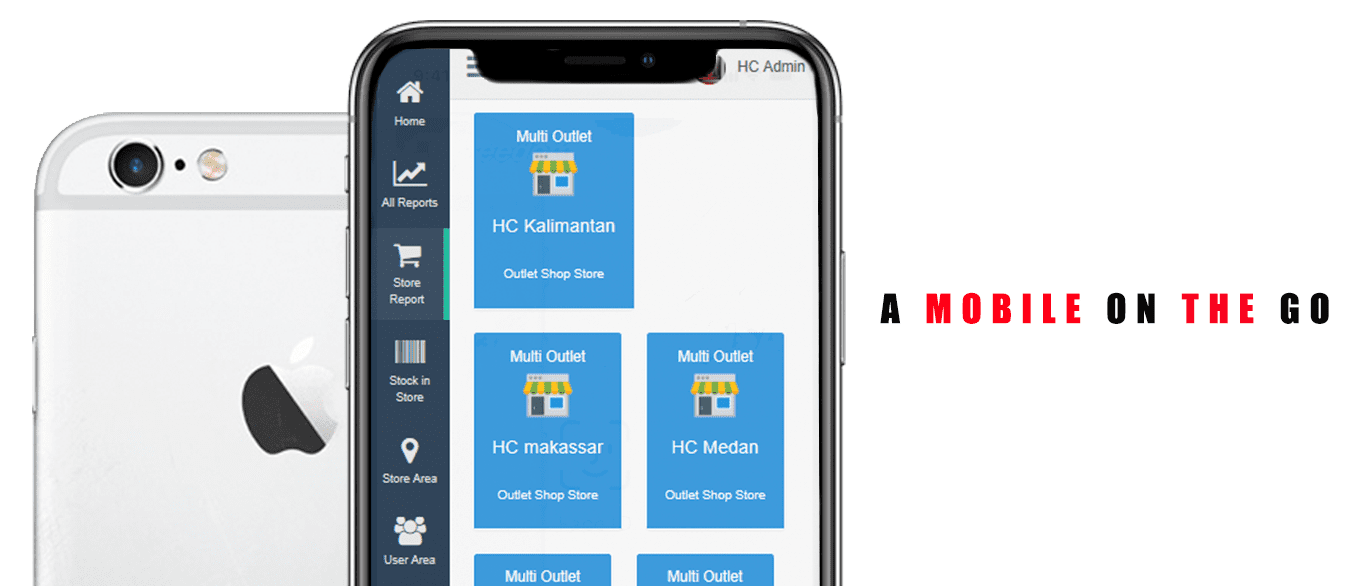 HC Admin
Home
All Reports
Store
Report
Stock in
Store
Store Area
User Area
Multi Outlet
HC Kalimantan
Outlet Shop Store
Multi Outlet
HC makassar
Outlet Shop Store
Multi Outlet
HC Medan
Outlet Shop Store
Multi Outlet
Multi Outlet
A MOBILE ON THE GO